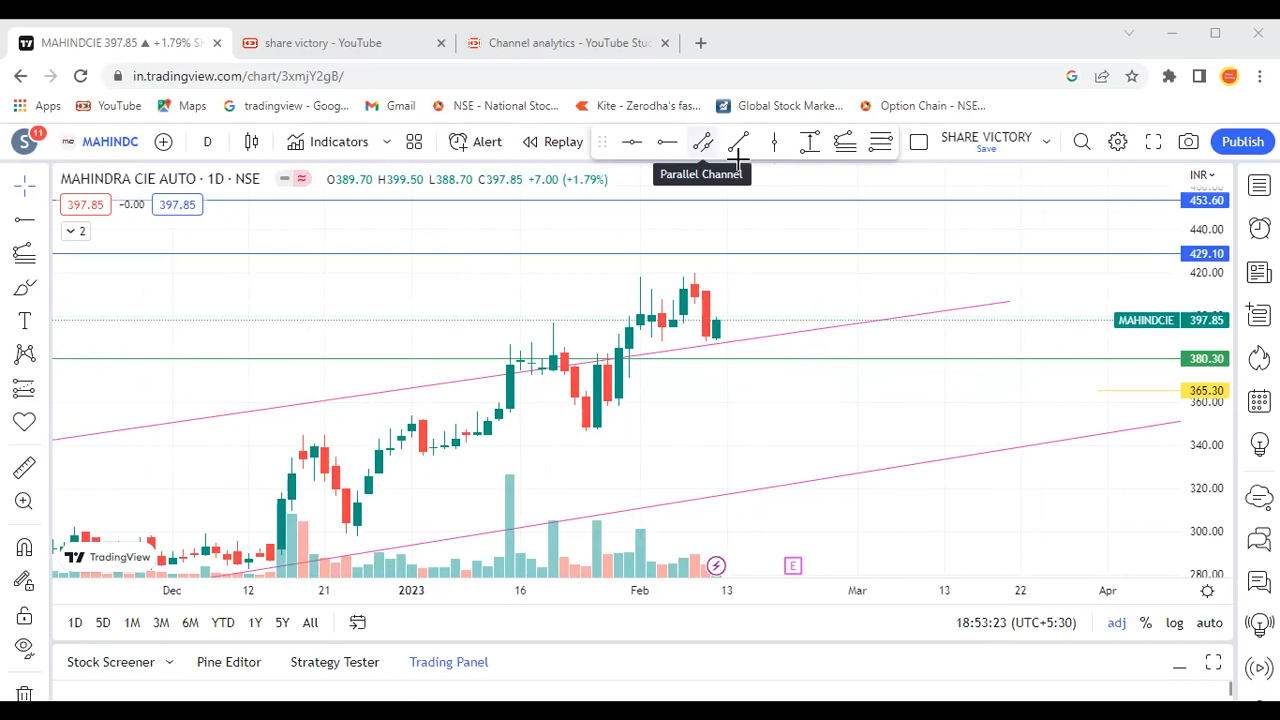 MAHINDCIE 397.85 ▲ +1.79% SH
share victory - YouTube
Channel analytics - YouTube Stuc
in.tradingview.com/chart/3xmjY2gB/
Apps
YouTube
Maps
tradingview - Goog...
Gmail
NSE - National Stoc...
Kite - Zerodha's fas...
Global Stock Marke...
Option Chain - NSE...
S
11
MAHINDC
D
Indicators
Alert
Replay
SHARE VICTORY
Save
Publish
Parallel Channel
MAHINDRA CIE AUTO · 1D · NSE
O389.70 H399.50 L388.70 C397.85 +7.00 (+1.79%)
INR
397.85
−0.00
397.85
2
460.00
453.60
440.00
429.10
420.00
MAHINDCIE 397.85
380.30
365.30
360.00
340.00
320.00
300.00
280.00
TradingView
E
Dec 12 21 2023 16 Feb 13 Mar 13 22 Apr
1D 5D 1M 3M 6M YTD 1Y 5Y All
18:53:23 (UTC+5:30)
adj % log auto
Stock Screener
Pine Editor
Strategy Tester
Trading Panel